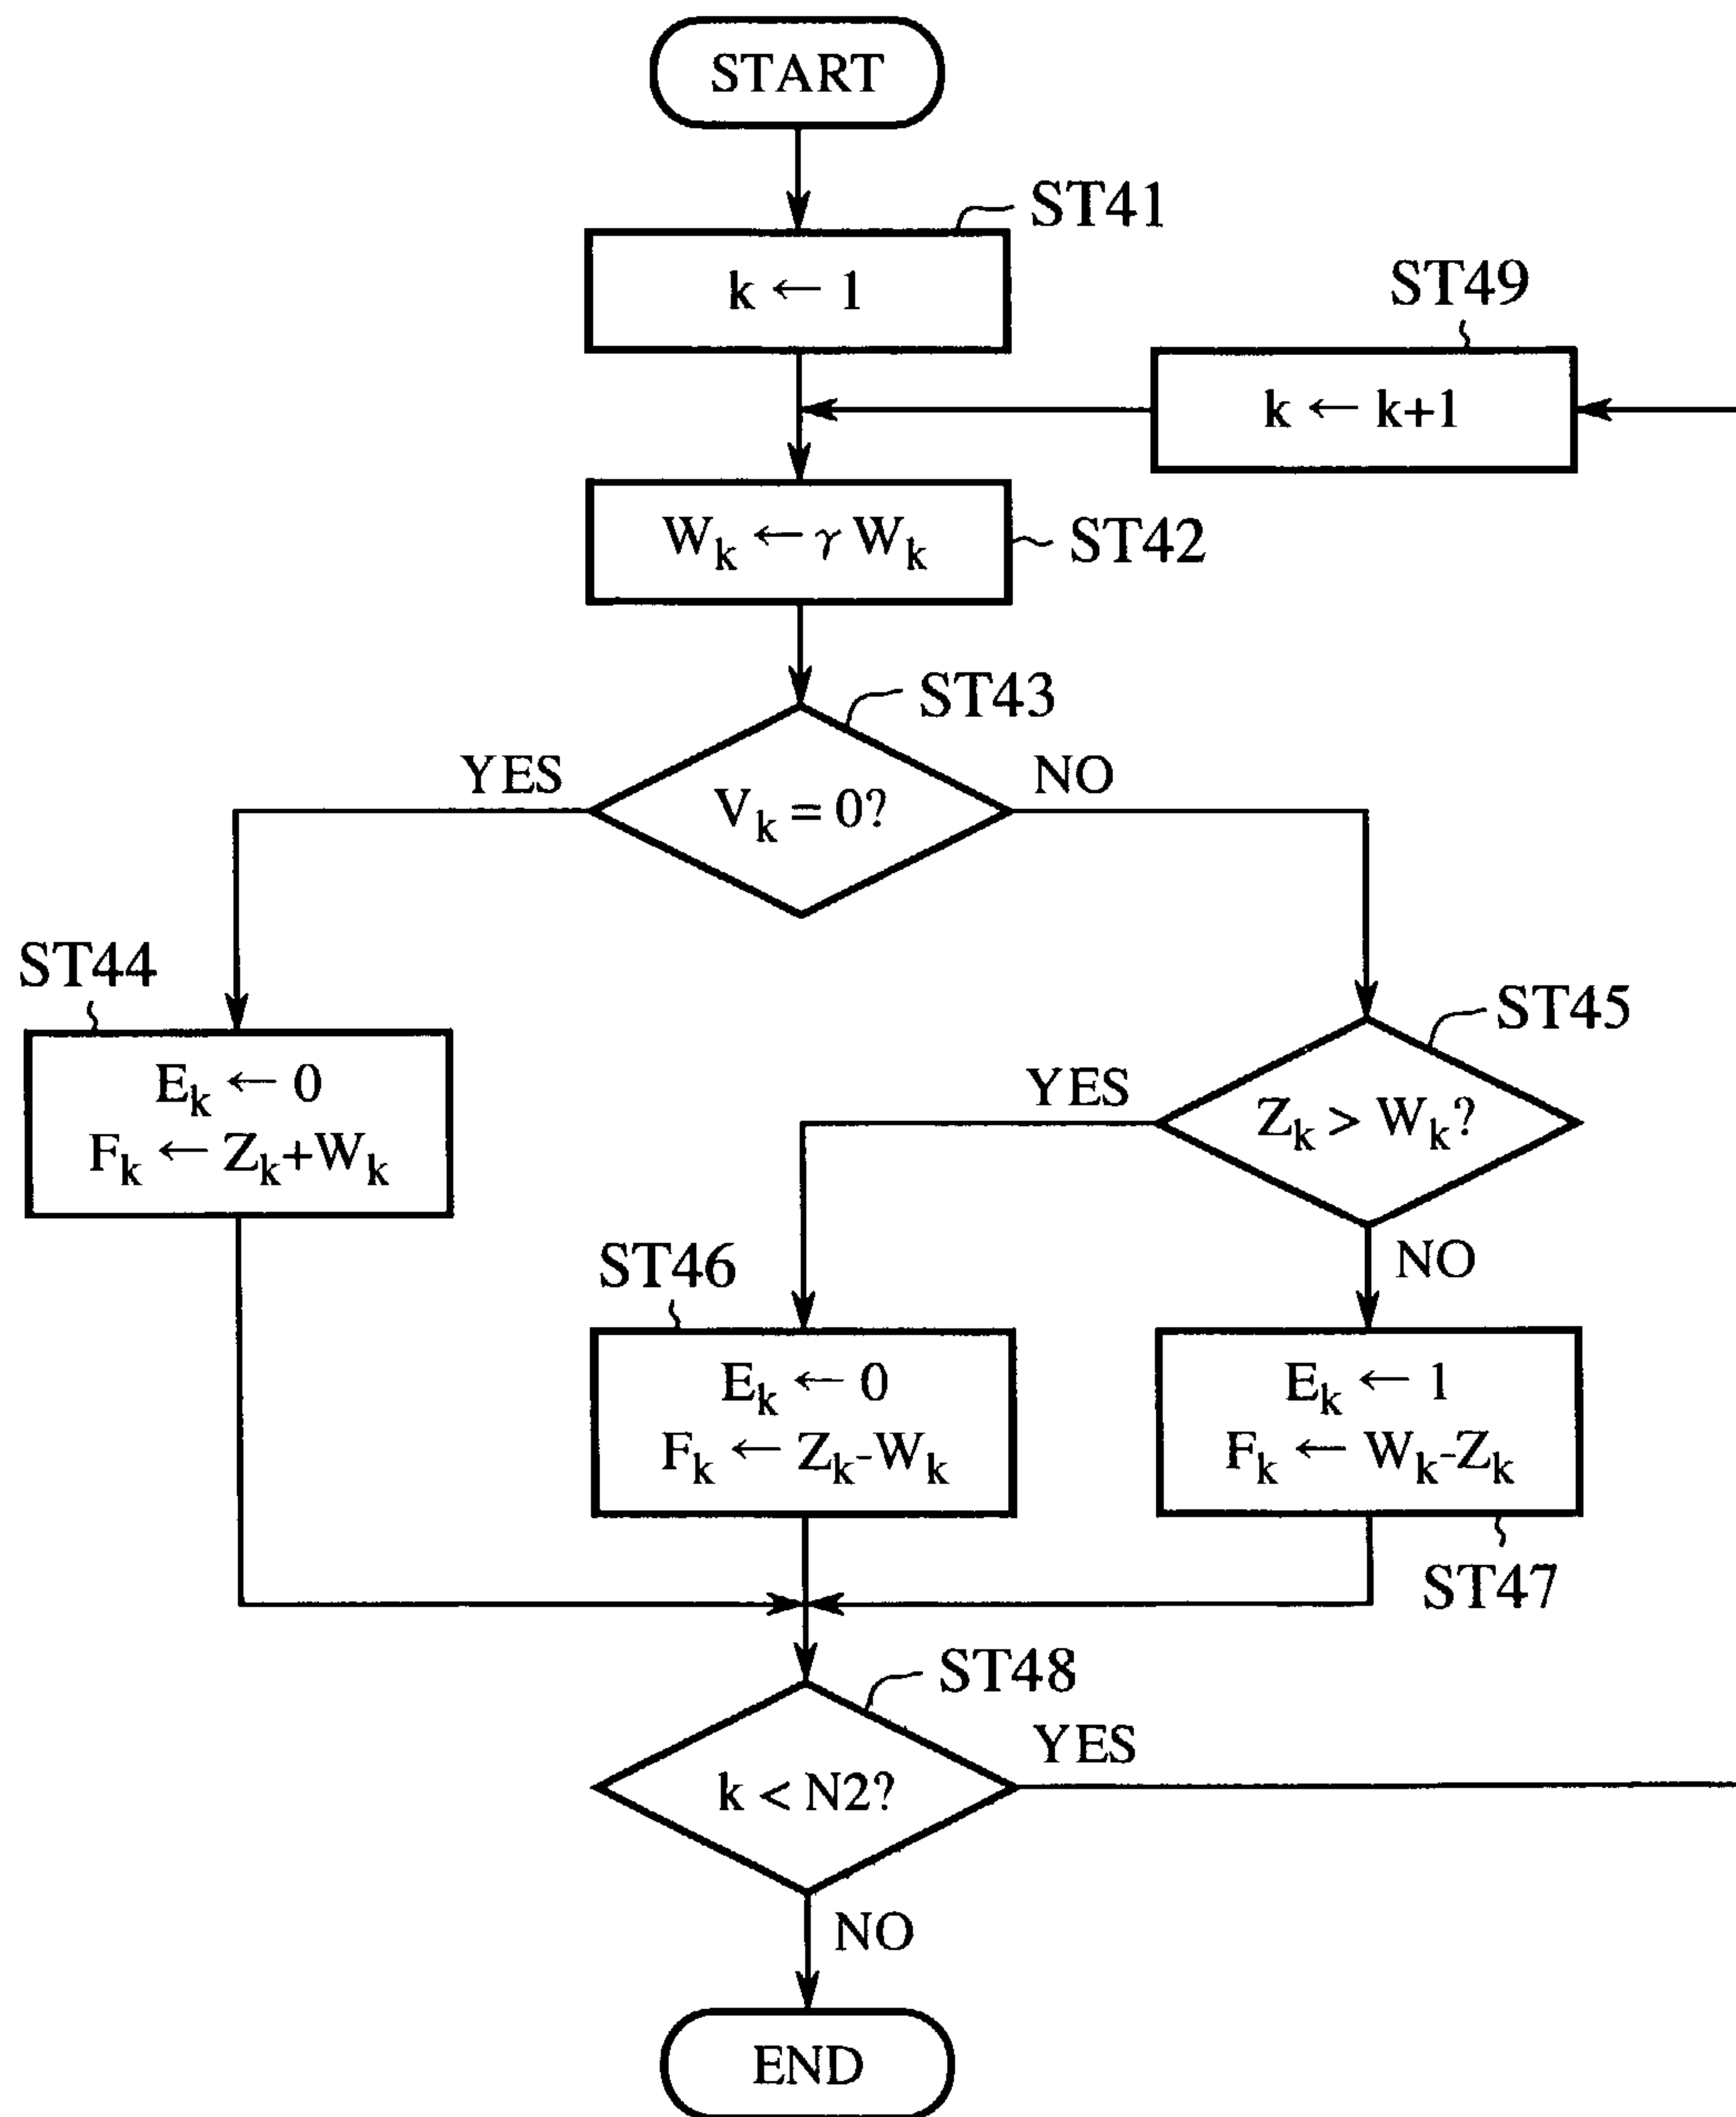 START
ST41
k ← 1
ST49
k ← k+1
W_k ← γ W_k
ST42
ST43
YES
NO
V_k = 0?
ST44
E_k ← 0
F_k ← Z_k+W_k
ST45
YES
Z_k > W_k?
NO
ST46
E_k ← 0
F_k ← Z_k-W_k
E_k ← 1
F_k ← W_k-Z_k
ST47
ST48
YES
k < N2?
NO
END